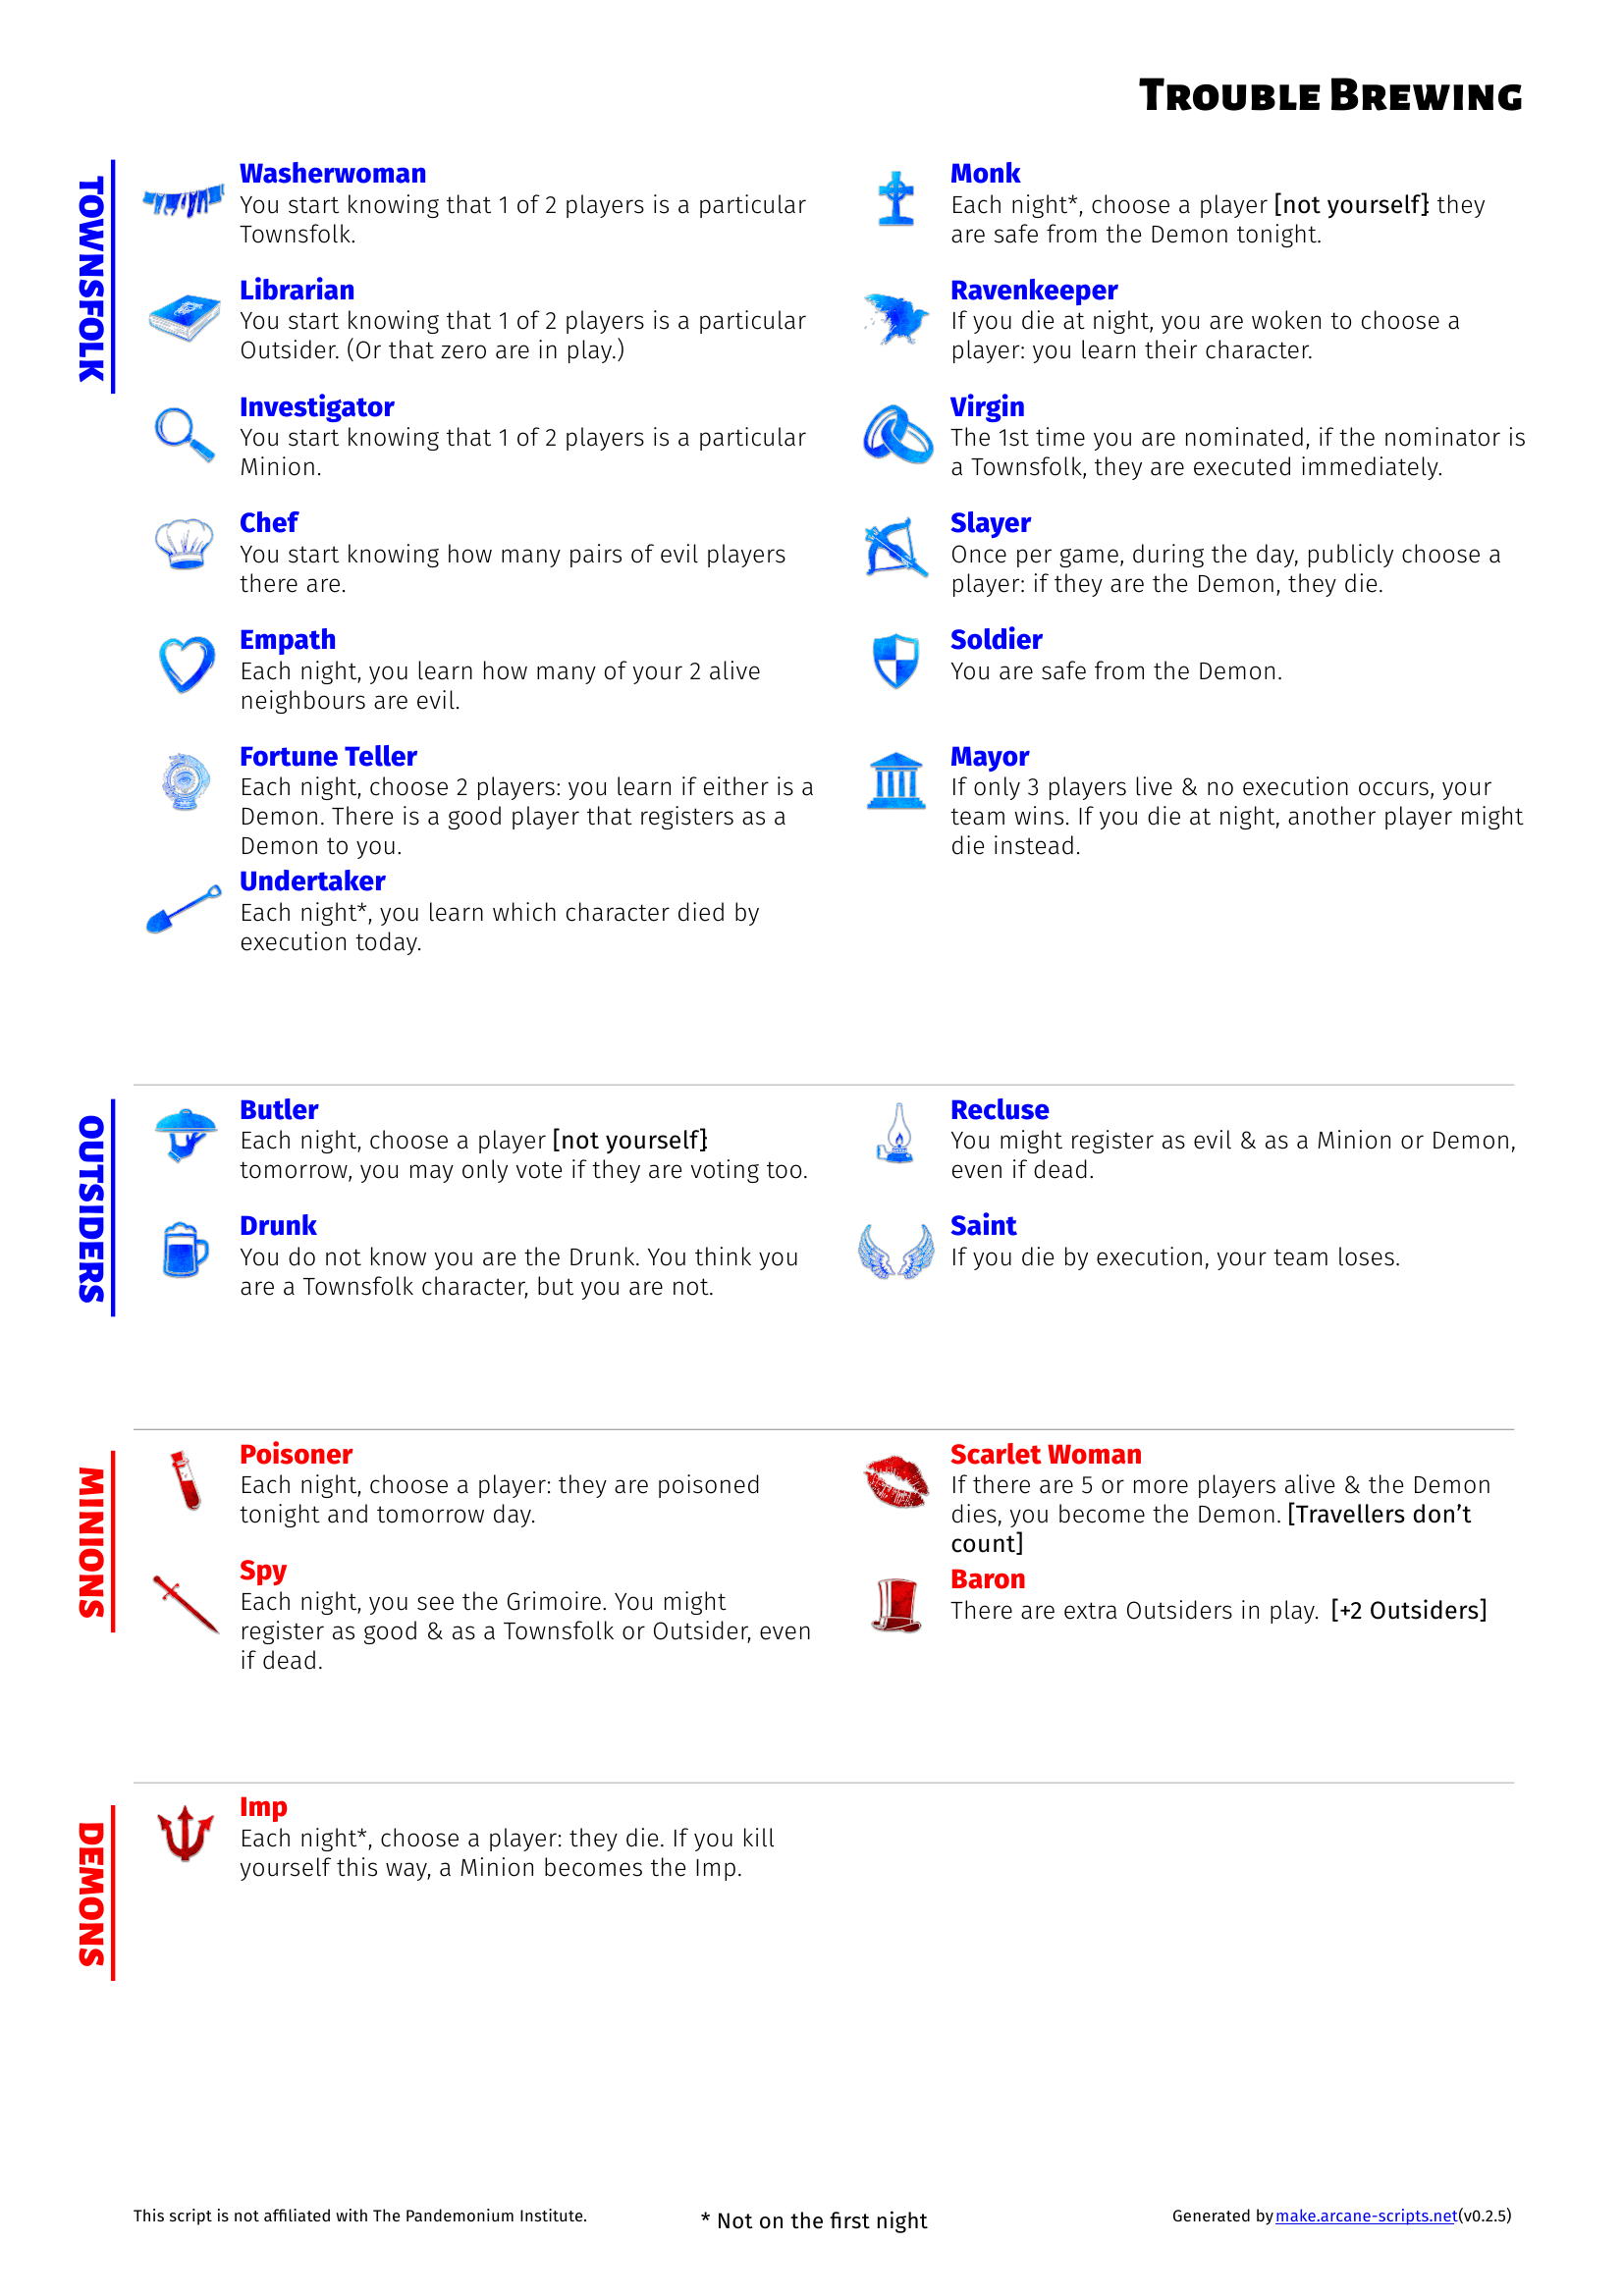 Trouble Brewing
TOWNSFOLK
Washerwoman
You start knowing that 1 of 2 players is a particular
Townsfolk.
Librarian
You start knowing that 1 of 2 players is a particular
Outsider. (Or that zero are in play.)
Investigator
You start knowing that 1 of 2 players is a particular
Minion.
Chef
You start knowing how many pairs of evil players
there are.
Empath
Each night, you learn how many of your 2 alive
neighbours are evil.
Fortune Teller
Each night, choose 2 players: you learn if either is a
Demon. There is a good player that registers as a
Demon to you.
Undertaker
Each night*, you learn which character died by
execution today.
Monk
Each night*, choose a player [not yourself]: they
are safe from the Demon tonight.
Ravenkeeper
If you die at night, you are woken to choose a
player: you learn their character.
Virgin
The 1st time you are nominated, if the nominator is
a Townsfolk, they are executed immediately.
Slayer
Once per game, during the day, publicly choose a
player: if they are the Demon, they die.
Soldier
You are safe from the Demon.
Mayor
If only 3 players live & no execution occurs, your
team wins. If you die at night, another player might
die instead.
OUTSIDERS
Butler
Each night, choose a player [not yourself]:
tomorrow, you may only vote if they are voting too.
Drunk
You do not know you are the Drunk. You think you
are a Townsfolk character, but you are not.
Recluse
You might register as evil & as a Minion or Demon,
even if dead.
Saint
If you die by execution, your team loses.
MINIONS
Poisoner
Each night, choose a player: they are poisoned
tonight and tomorrow day.
Spy
Each night, you see the Grimoire. You might
register as good & as a Townsfolk or Outsider, even
if dead.
Scarlet Woman
If there are 5 or more players alive & the Demon
dies, you become the Demon. [Travellers don’t
count]
Baron
There are extra Outsiders in play. [+2 Outsiders]
DEMONS
Imp
Each night*, choose a player: they die. If you kill
yourself this way, a Minion becomes the Imp.
This script is not affiliated with The Pandemonium Institute.
* Not on the first night
Generated by make.arcane-scripts.net(v0.2.5)